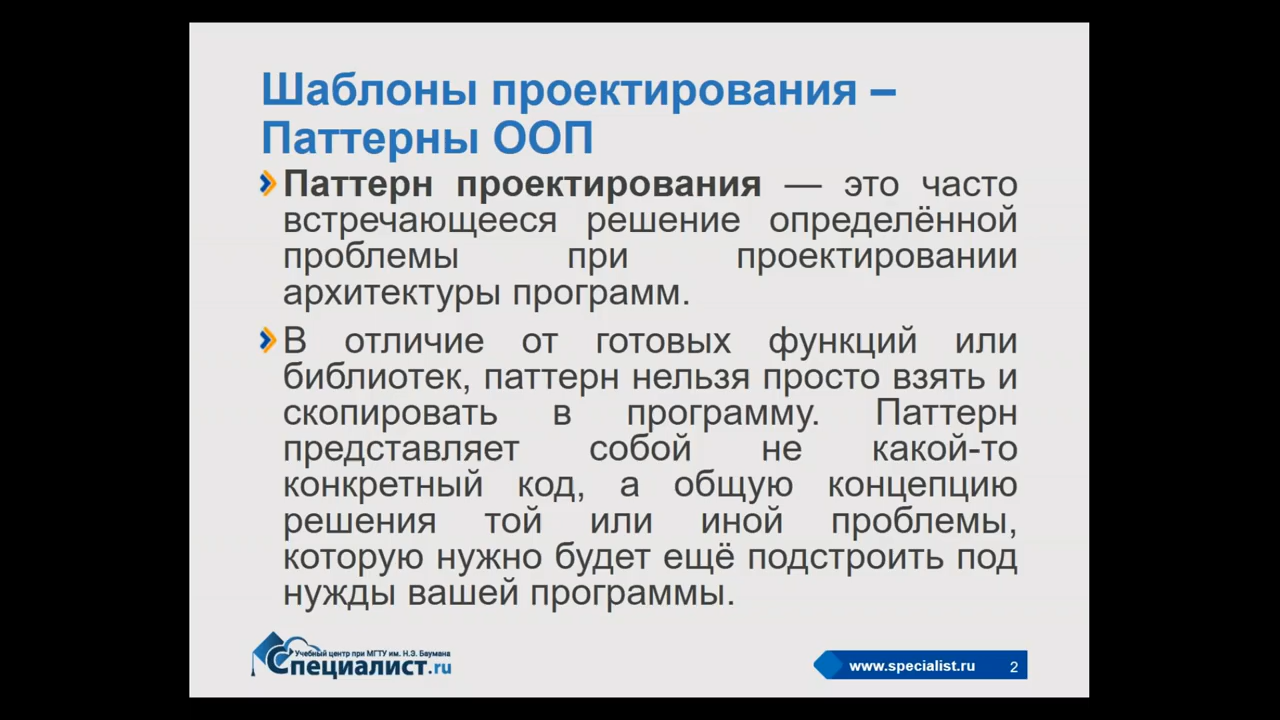 Шаблоны проектирования –
Паттерны ООП
Паттерн проектирования — это часто
встречающееся решение определённой
проблемы при проектировании
архитектуры программ.
В отличие от готовых функций или
библиотек, паттерн нельзя просто взять и
скопировать в программу. Паттерн
представляет собой не какой-то
конкретный код, а общую концепцию
решения той или иной проблемы,
которую нужно будет ещё подстроить под
нужды вашей программы.
Учебный центр при МГТУ им. Н.Э. Баумана
Специалист.ru
www.specialist.ru 2